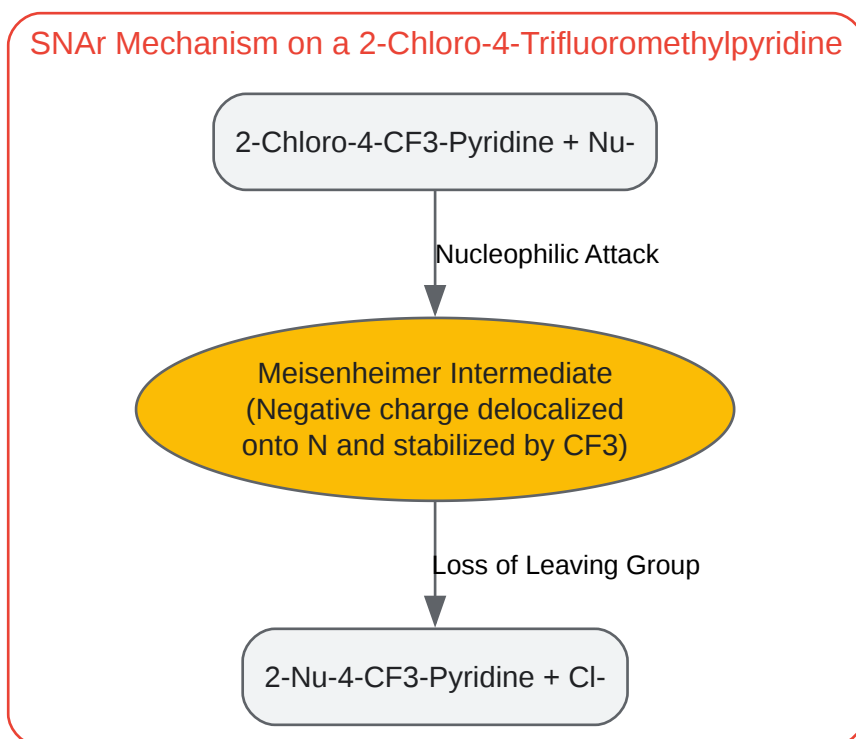 SNAr Mechanism on a 2-Chloro-4-Trifluoromethylpyridine
2-Chloro-4-CF3-Pyridine + Nu-
Nucleophilic Attack
Meisenheimer Intermediate
(Negative charge delocalized
onto N and stabilized by CF3)
Loss of Leaving Group
2-Nu-4-CF3-Pyridine + Cl-